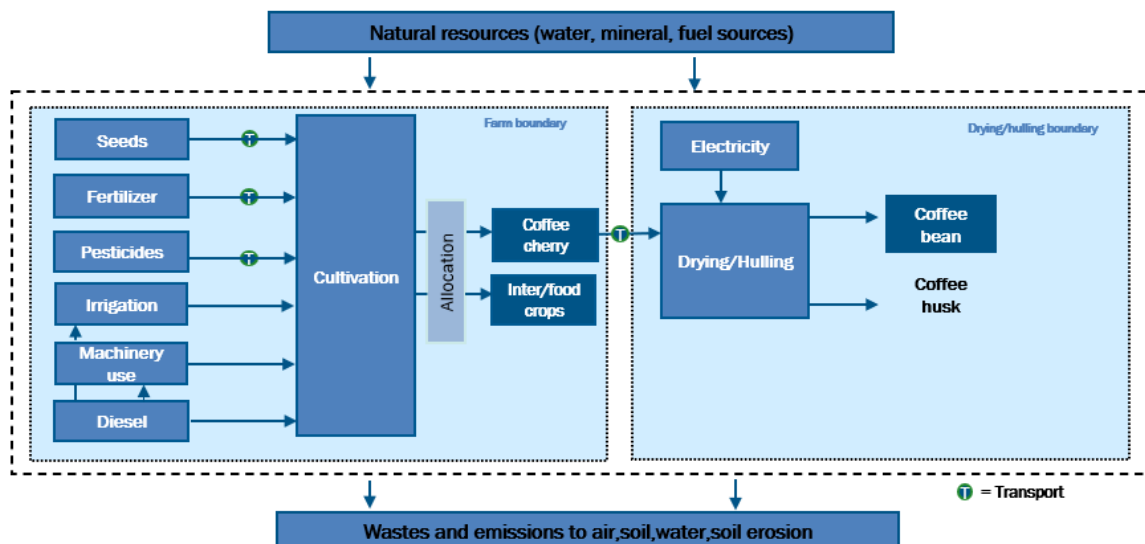 Natural resources (water, mineral, fuel sources)
Farm boundary
Drying/hulling boundary
Seeds
T
Fertilizer
T
Pesticides
T
Irrigation
Machinery
use
Diesel
Cultivation
Allocation
Coffee
cherry
Inter/food
crops
T
Electricity
Drying/Hulling
Coffee
bean
Coffee
husk
T = Transport
Wastes and emissions to air,soil,water,soil erosion